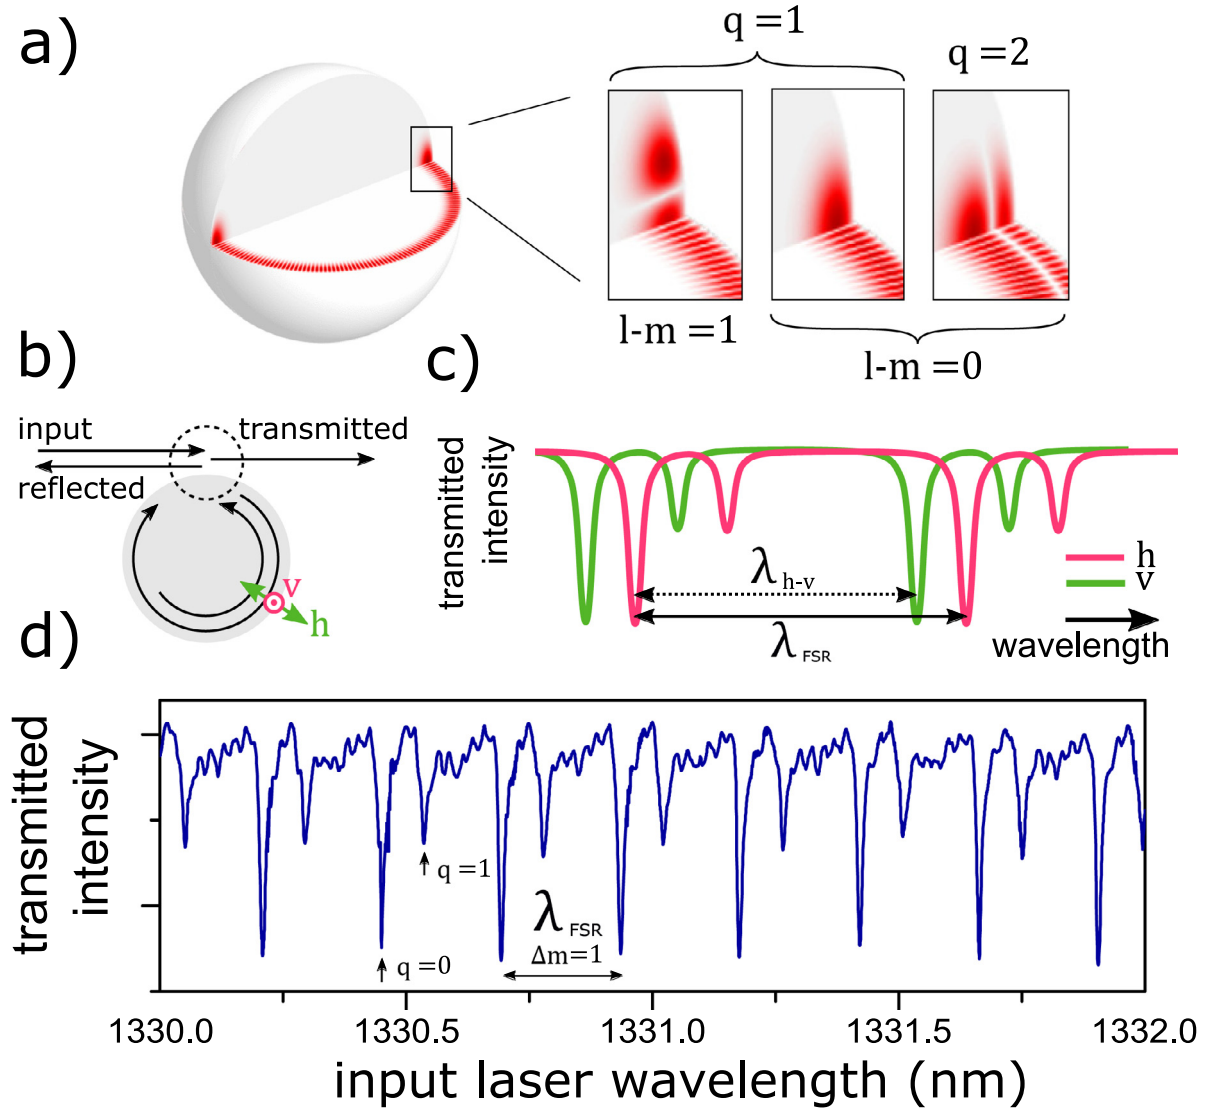 a)
q =1
q =2
l-m =1
l-m =0
b)
input
transmitted
reflected
v
h
c)
transmitted
intensity
λh-v
λFSR
h
v
wavelength
d)
transmitted
intensity
q =1
q =0
λFSR
Δm=1
1330.0
1330.5
1331.0
1331.5
1332.0
input laser wavelength (nm)